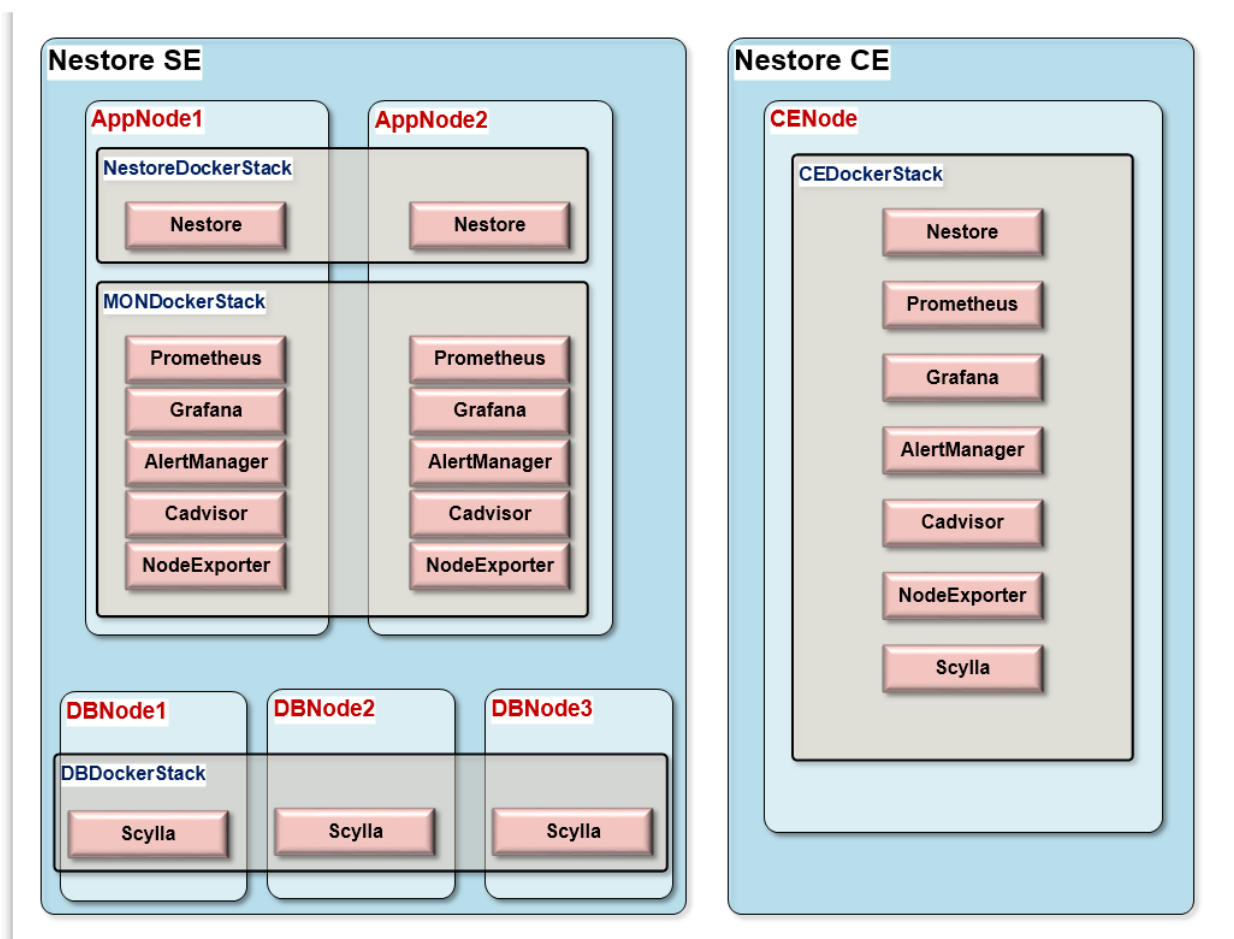 Nestore SE
AppNode1
AppNode2
NestoreDockerStack
Nestore
Nestore
MONDockerStack
Prometheus
Prometheus
Grafana
Grafana
AlertManager
AlertManager
Cadvisor
Cadvisor
NodeExporter
NodeExporter
DBNode1
DBNode2
DBNode3
DBDockerStack
Scylla
Scylla
Scylla
Nestore CE
CENode
CEDockerStack
Nestore
Prometheus
Grafana
AlertManager
Cadvisor
NodeExporter
Scylla